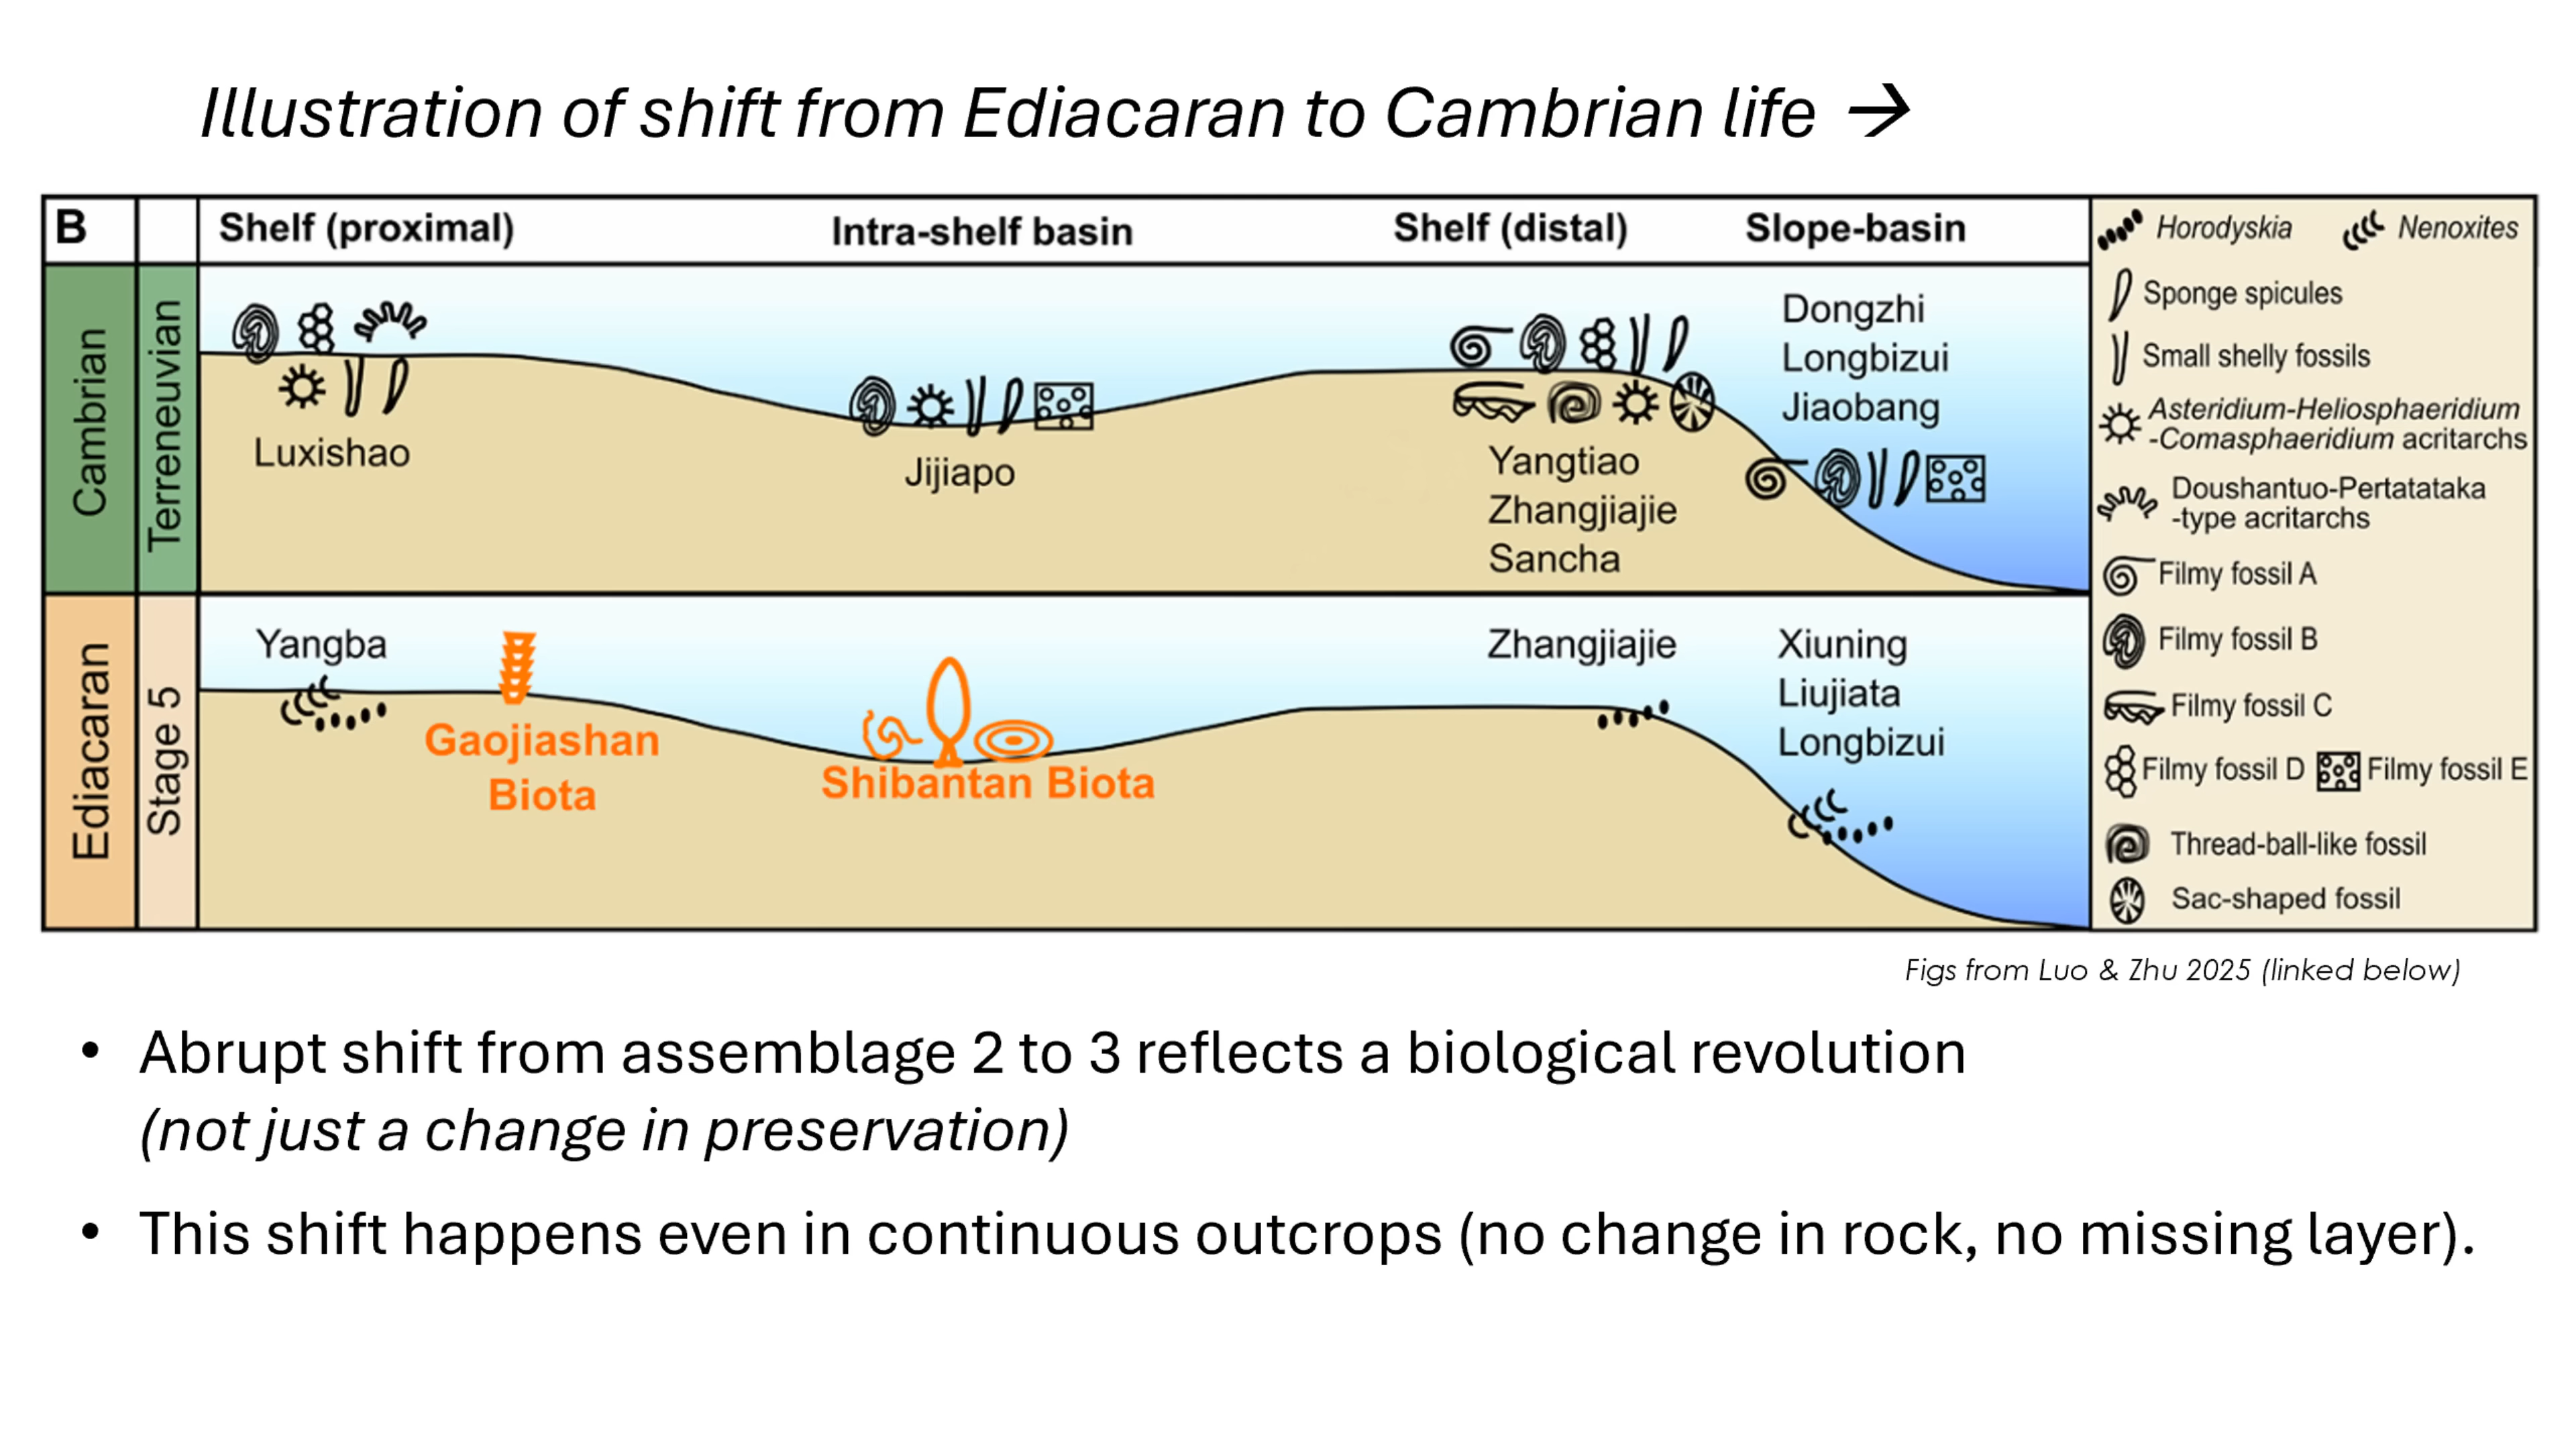 Illustration of shift from Ediacaran to Cambrian life →
B
Shelf (proximal)
Intra-shelf basin
Shelf (distal)
Slope-basin
Cambrian
Terreneuvian
Luxishao
Jijiapo
Yangtiao
Zhangjiajie
Sancha
Dongzhi
Longbizui
Jiaobang
Ediacaran
Stage 5
Yangba
Gaojiashan
Biota
Shibantan Biota
Zhangjiajie
Xiuning
Liujiata
Longbizui
Horodyskia
Nenoxites
Sponge spicules
Small shelly fossils
Asteridium-Heliosphaeridium
-Comasphaeridium acritarchs
Doushantuo-Pertatataka
-type acritarchs
Filmy fossil A
Filmy fossil B
Filmy fossil C
Filmy fossil D
Filmy fossil E
Thread-ball-like fossil
Sac-shaped fossil
Figs from Luo & Zhu 2025 (linked below)
• Abrupt shift from assemblage 2 to 3 reflects a biological revolution
(not just a change in preservation)
• This shift happens even in continuous outcrops (no change in rock, no missing layer).